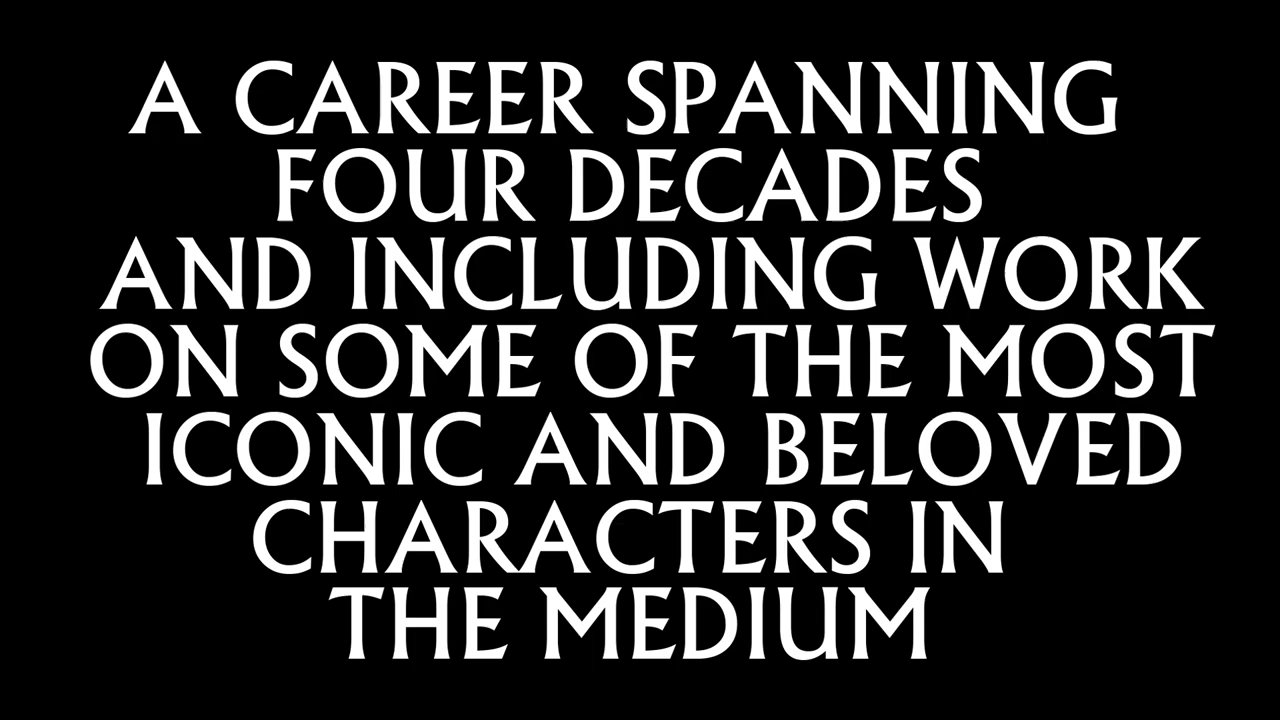 A CAREER SPANNING
FOUR DECADES
AND INCLUDING WORK
ON SOME OF THE MOST
ICONIC AND BELOVED
CHARACTERS IN
THE MEDIUM